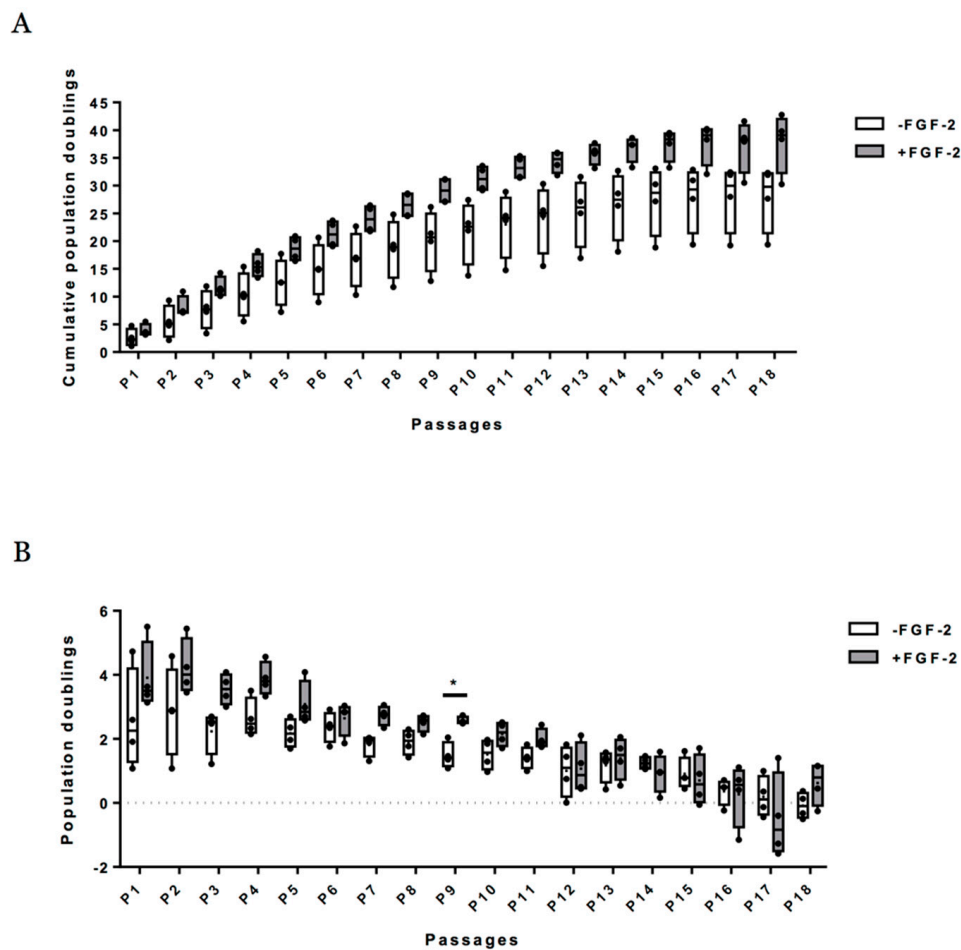 A
Cumulative population doublings
45
40
35
30
25
20
15
10
5
0
-FGF-2
+FGF-2
P1 P2 P3 P4 P5 P6 P7 P8 P9 P10 P11 P12 P13 P14 P15 P16 P17 P18
Passages
B
Population doublings
6
4
2
0
-2
*
-FGF-2
+FGF-2
P1 P2 P3 P4 P5 P6 P7 P8 P9 P10 P11 P12 P13 P14 P15 P16 P17 P18
Passages